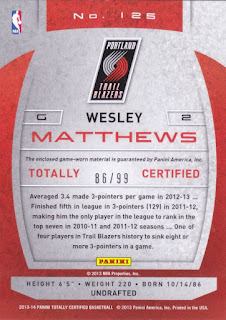 No. 125
NBA
PORTLAND
TRAIL BLAZERS
G
WESLEY
2
MATTHEWS
The enclosed game-worn material is guaranteed by Panini America, Inc.
TOTALLY 86/99 CERTIFIED
Averaged 3.4 made 3-pointers per game in 2012-13 ...
Finished fifth in league in 3-pointers (129) in 2011-12,
making him the only player in the league to rank in the
top seven in 2010-11 and 2011-12 seasons ... One of
four players in Trail Blazers history to sink eight or
more 3-pointers in a game.
PANINI
© 2013 NBA Properties, Inc.
HEIGHT 6'5" • WEIGHT 220 • BORN 10/14/86
UNDRAFTED
2013-14 PANINI TOTALLY CERTIFIED BASKETBALL © 2013 Panini America, Inc. Printed in the USA.